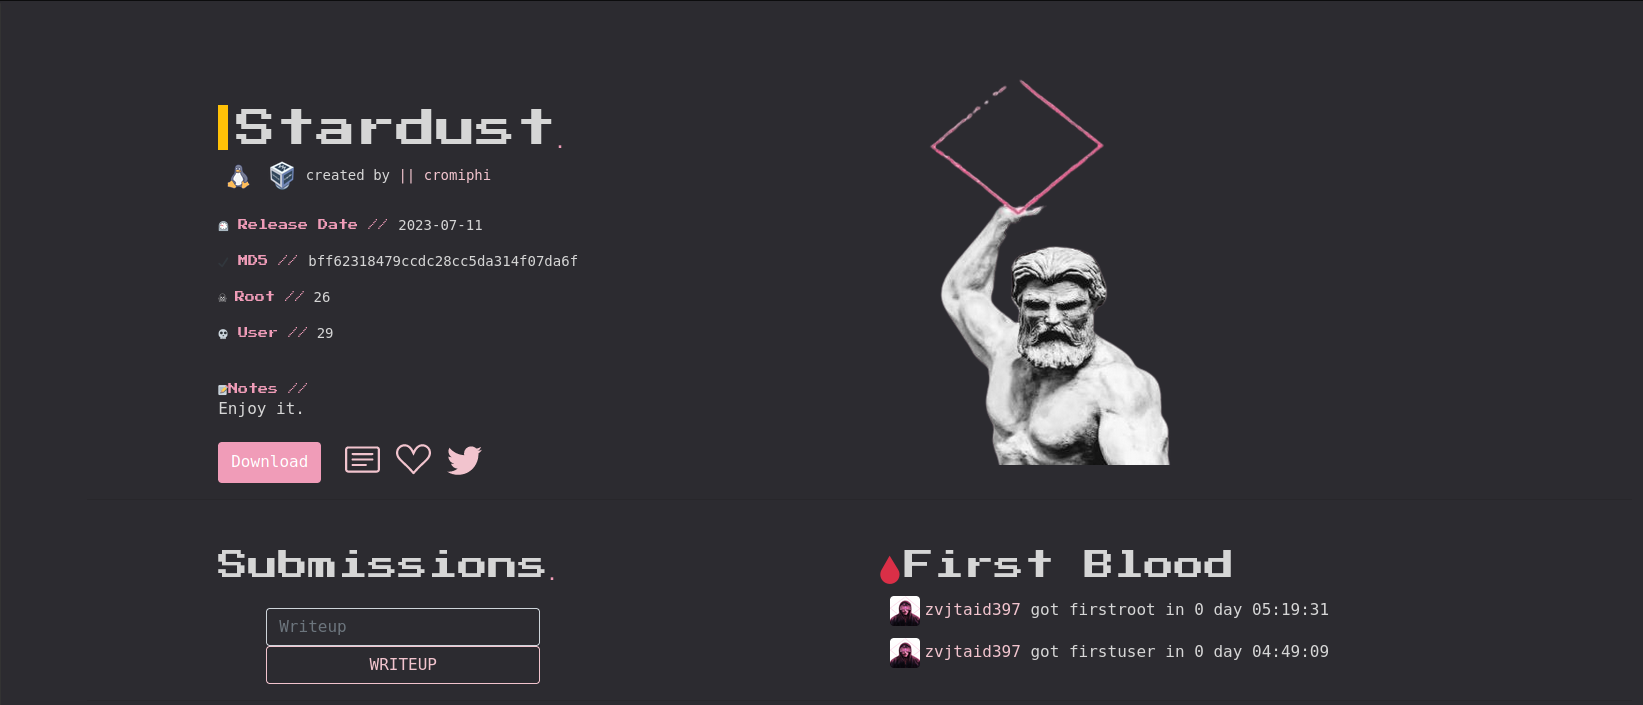 Stardust.
created by || cromiphi
Release Date // 2023-07-11
MD5 // bff62318479ccdc28cc5da314f07da6f
Root // 26
User // 29
Notes //
Enjoy it.
Download
Submissions.
Writeup
WRITEUP
First Blood
zvjtaid397 got firstroot in 0 day 05:19:31
zvjtaid397 got firstuser in 0 day 04:49:09